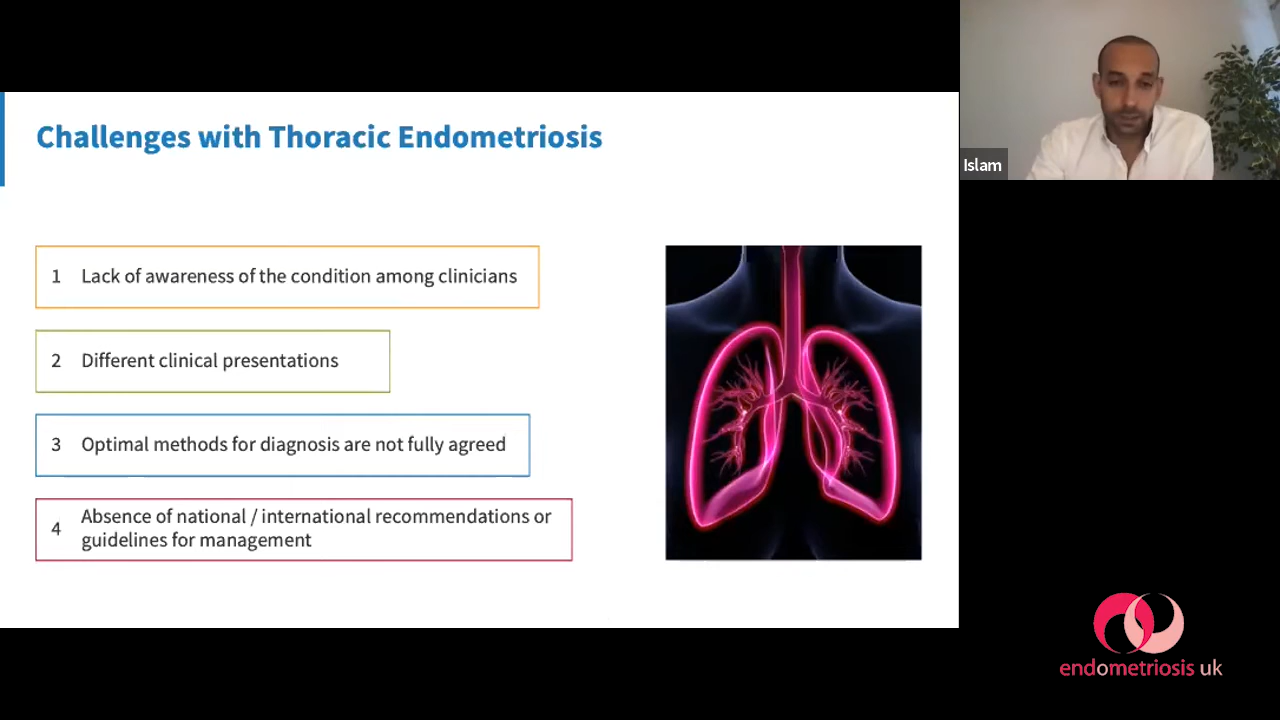 Challenges with Thoracic Endometriosis
1 Lack of awareness of the condition among clinicians
2 Different clinical presentations
3 Optimal methods for diagnosis are not fully agreed
4 Absence of national / international recommendations or
guidelines for management
Islam
endometriosis uk